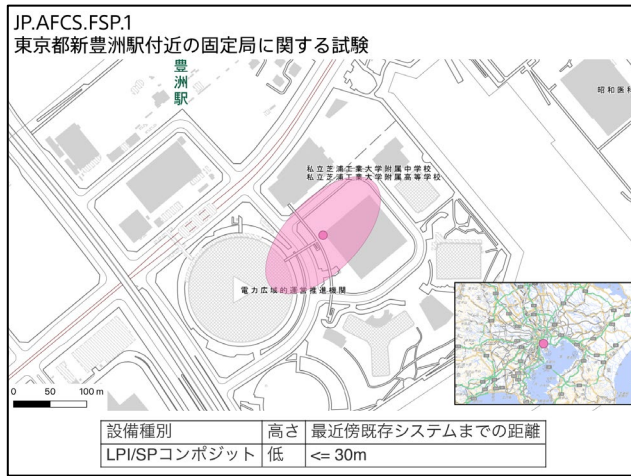 JP.AFCS.FSP.1
東京都新豊洲駅付近の固定局に関する試験
豊洲駅
昭和医科
私立芝浦工業大学附属中学校
私立芝浦工業大学附属高等学校
電力広域的運営推進機関
0 50 100 m
設備種別 高さ 最近傍既存システムまでの距離
LPI/SPコンポジット 低 <= 30m